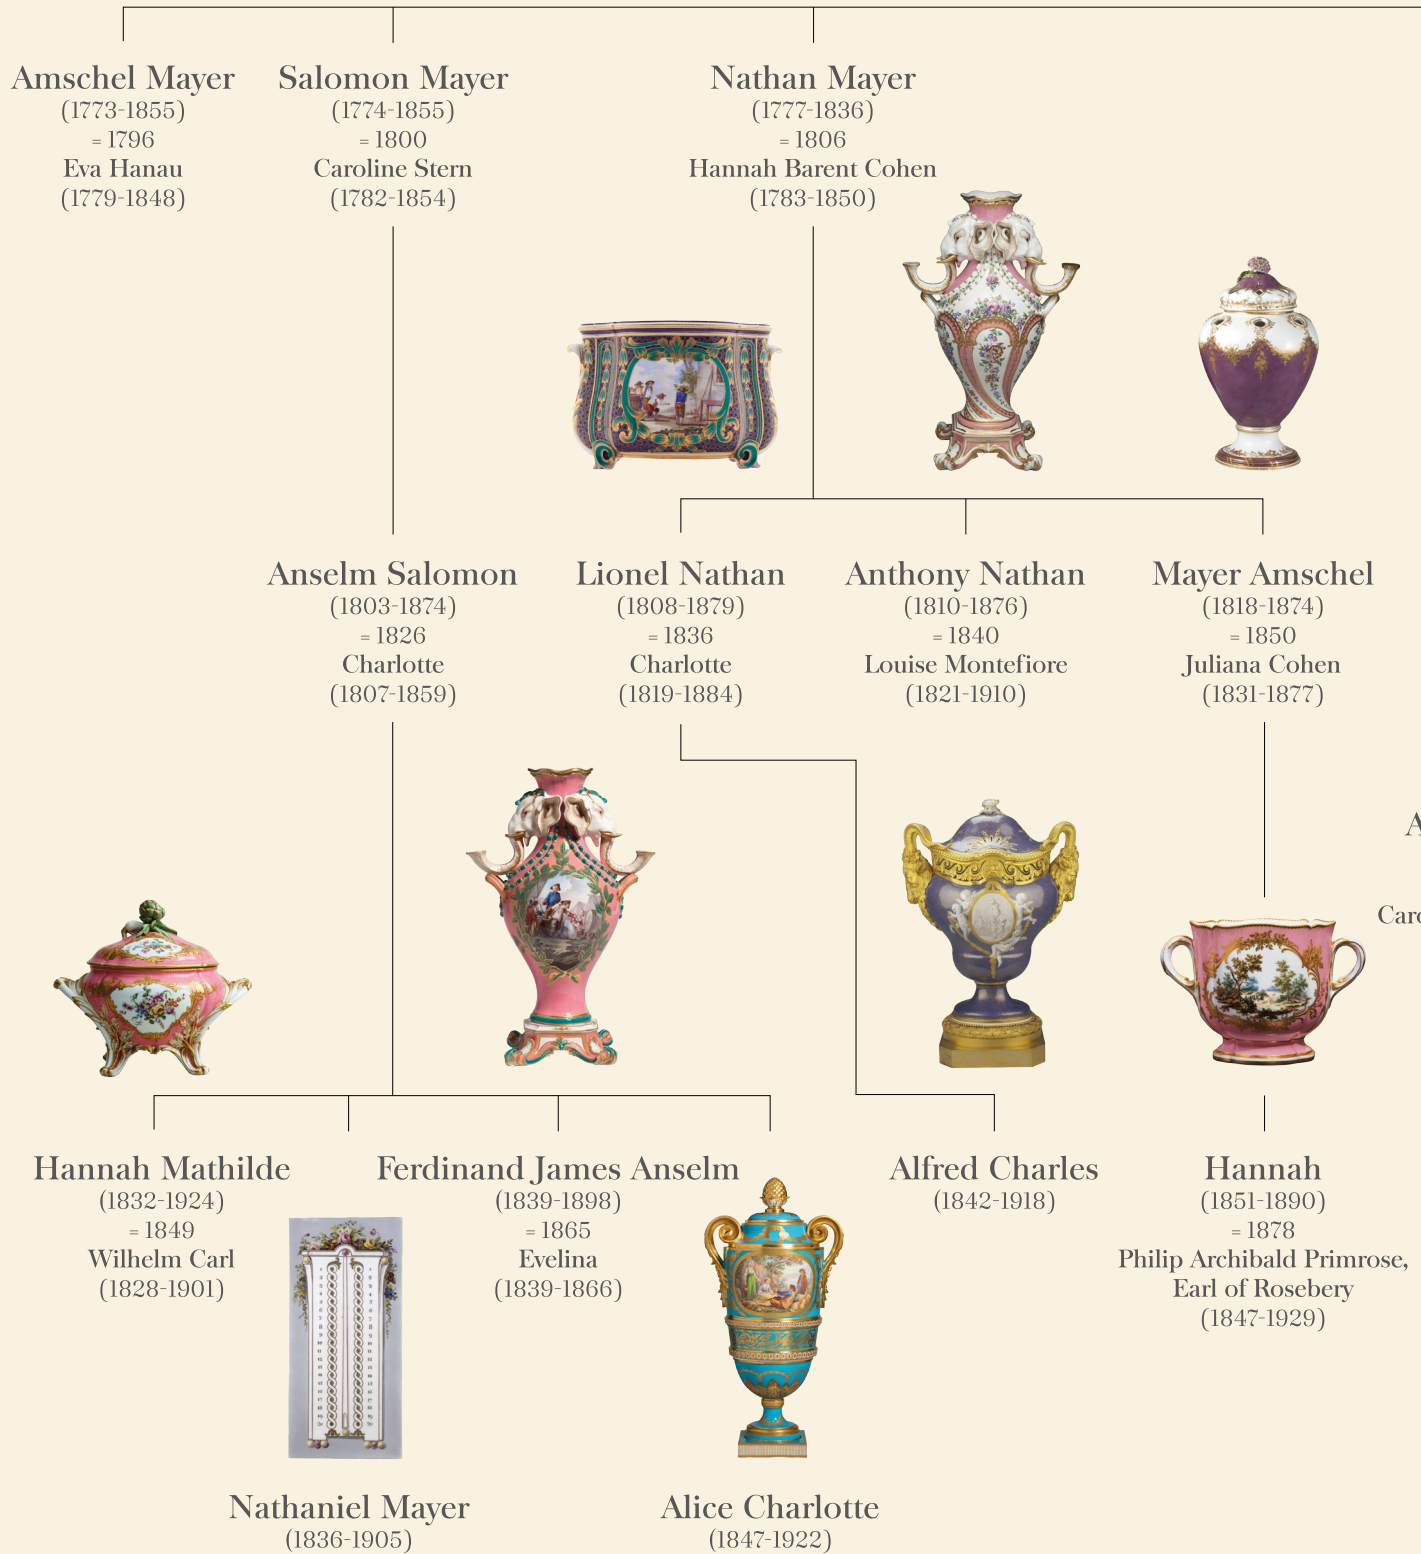 Amschel Mayer
(1773-1855)
= 1796
Eva Hanau
(1779-1848)
Salomon Mayer
(1774-1855)
= 1800
Caroline Stern
(1782-1854)
Nathan Mayer
(1777-1836)
= 1806
Hannah Barent Cohen
(1783-1850)
Anselm Salomon
(1803-1874)
= 1826
Charlotte
(1807-1859)
Lionel Nathan
(1808-1879)
= 1836
Charlotte
(1819-1884)
Anthony Nathan
(1810-1876)
= 1840
Louise Montefiore
(1821-1910)
Mayer Amschel
(1818-1874)
= 1850
Juliana Cohen
(1831-1877)
Hannah Mathilde
(1832-1924)
= 1849
Wilhelm Carl
(1828-1901)
Ferdinand James Anselm
(1839-1898)
= 1865
Evelina
(1839-1866)
Alfred Charles
(1842-1918)
Hannah
(1851-1890)
= 1878
Philip Archibald Primrose,
Earl of Rosebery
(1847-1929)
Nathaniel Mayer
(1836-1905)
Alice Charlotte
(1847-1922)